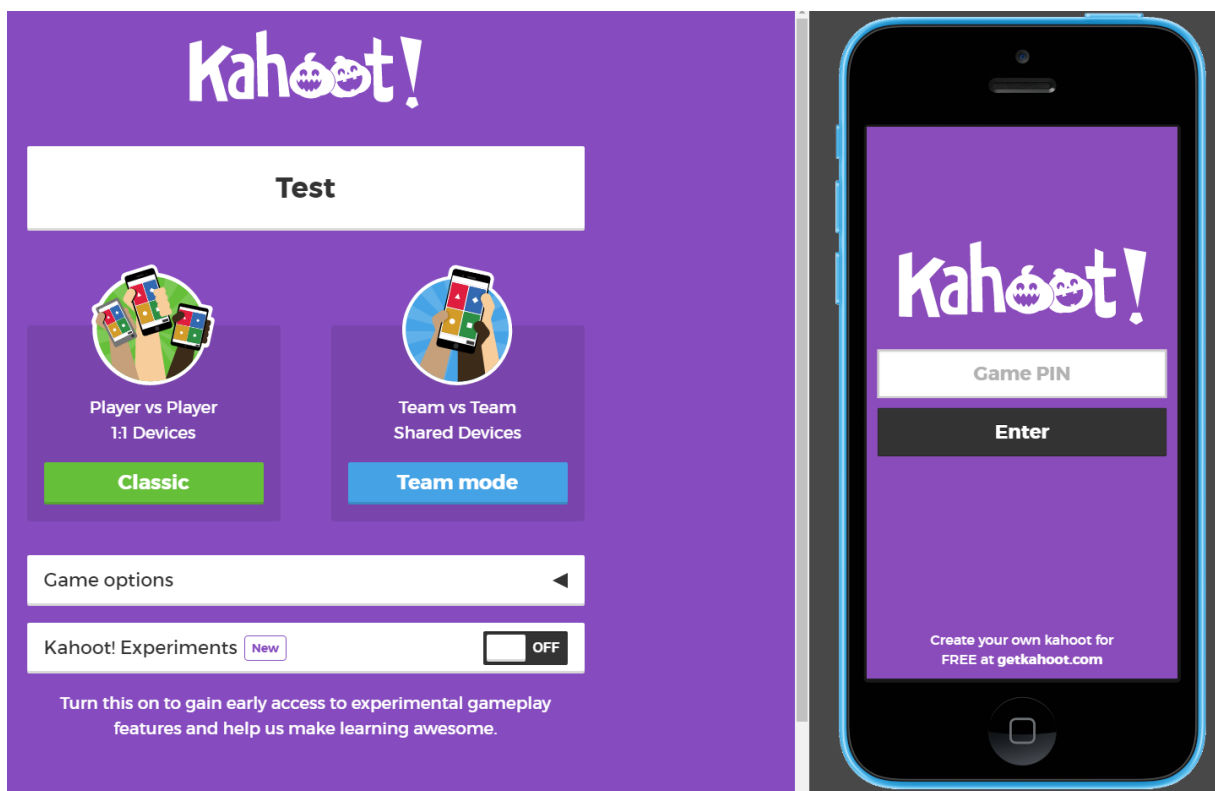 Kahoot!
Test
Player vs Player
1:1 Devices
Classic
Team vs Team
Shared Devices
Team mode
Game options
Kahoot! Experiments New
OFF
Turn this on to gain early access to experimental gameplay
features and help us make learning awesome.
Kahoot!
Game PIN
Enter
Create your own kahoot for
FREE at getkahoot.com